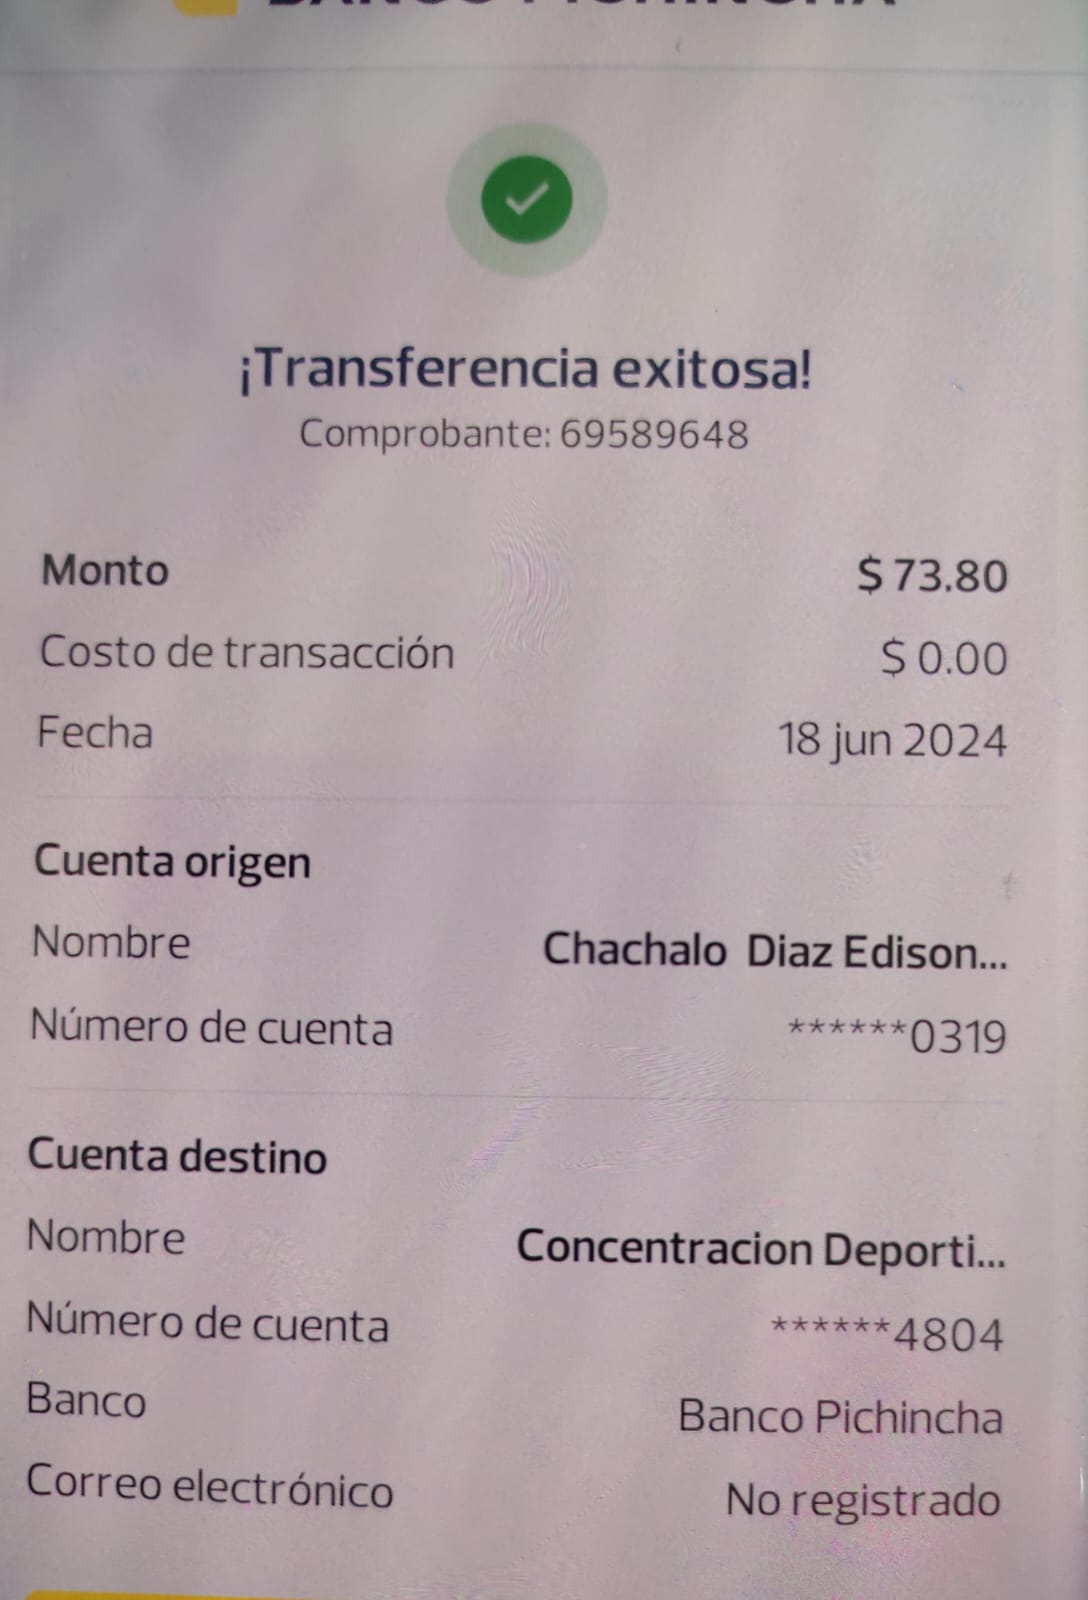 BANCO PICHINCHA
¡Transferencia exitosa!
Comprobante: 69589648
Monto $ 73.80
Costo de transacción $ 0.00
Fecha 18 jun 2024
Cuenta origen
Nombre Chachalo Diaz Edison...
Número de cuenta ******0319
Cuenta destino
Nombre Concentracion Deporti...
Número de cuenta ******4804
Banco Banco Pichincha
Correo electrónico No registrado